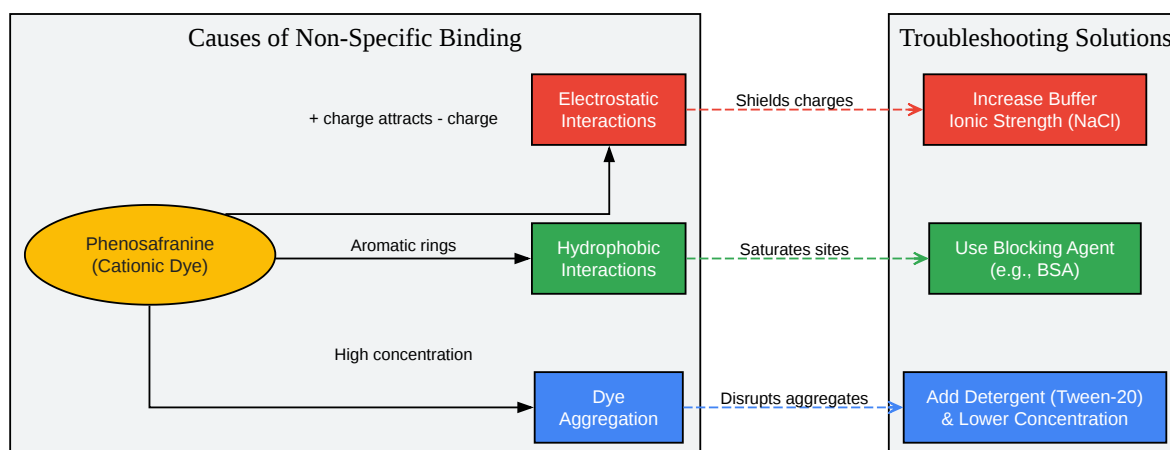 Causes of Non-Specific Binding
Troubleshooting Solutions
Electrostatic
Interactions
Shields charges
Increase Buffer
Ionic Strength (NaCl)
+ charge attracts - charge
Phenosafranine
(Cationic Dye)
Aromatic rings
Hydrophobic
Interactions
Saturates sites
Use Blocking Agent
(e.g., BSA)
High concentration
Dye
Aggregation
Disrupts aggregates
Add Detergent (Tween-20)
& Lower Concentration